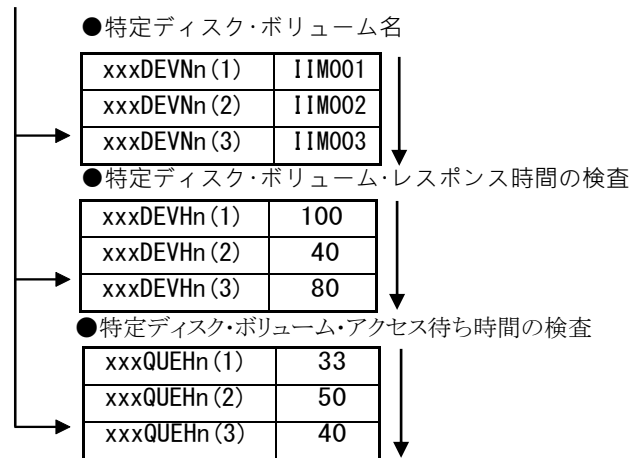 ●特定ディスク・ボリューム名
xxxDEVNn(1) IIM001
xxxDEVNn(2) IIM002
xxxDEVNn(3) IIM003
●特定ディスク・ボリューム・レスポンス時間の検査
xxxDEVHn(1) 100
xxxDEVHn(2) 40
xxxDEVHn(3) 80
●特定ディスク・ボリューム・アクセス待ち時間の検査
xxxQUEHn(1) 33
xxxQUEHn(2) 50
xxxQUEHn(3) 40